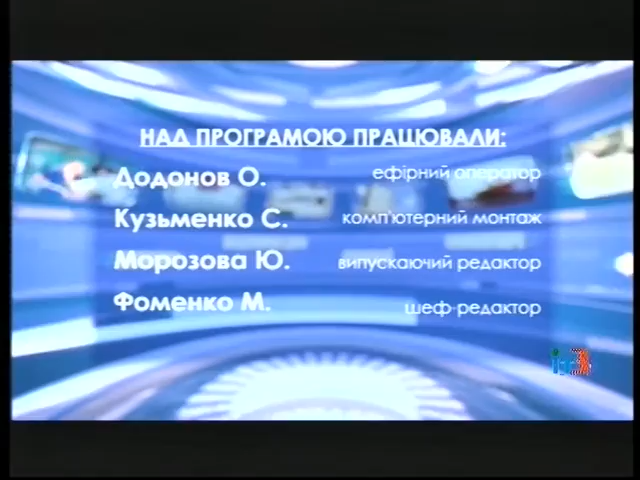 НАД ПРОГРАМОЮ ПРАЦЮВАЛИ:
Додонов О. ефірний оператор
Кузьменко С. комп'ютерний монтаж
Морозова Ю. випускаючий редактор
Фоменко М. шеф-редактор